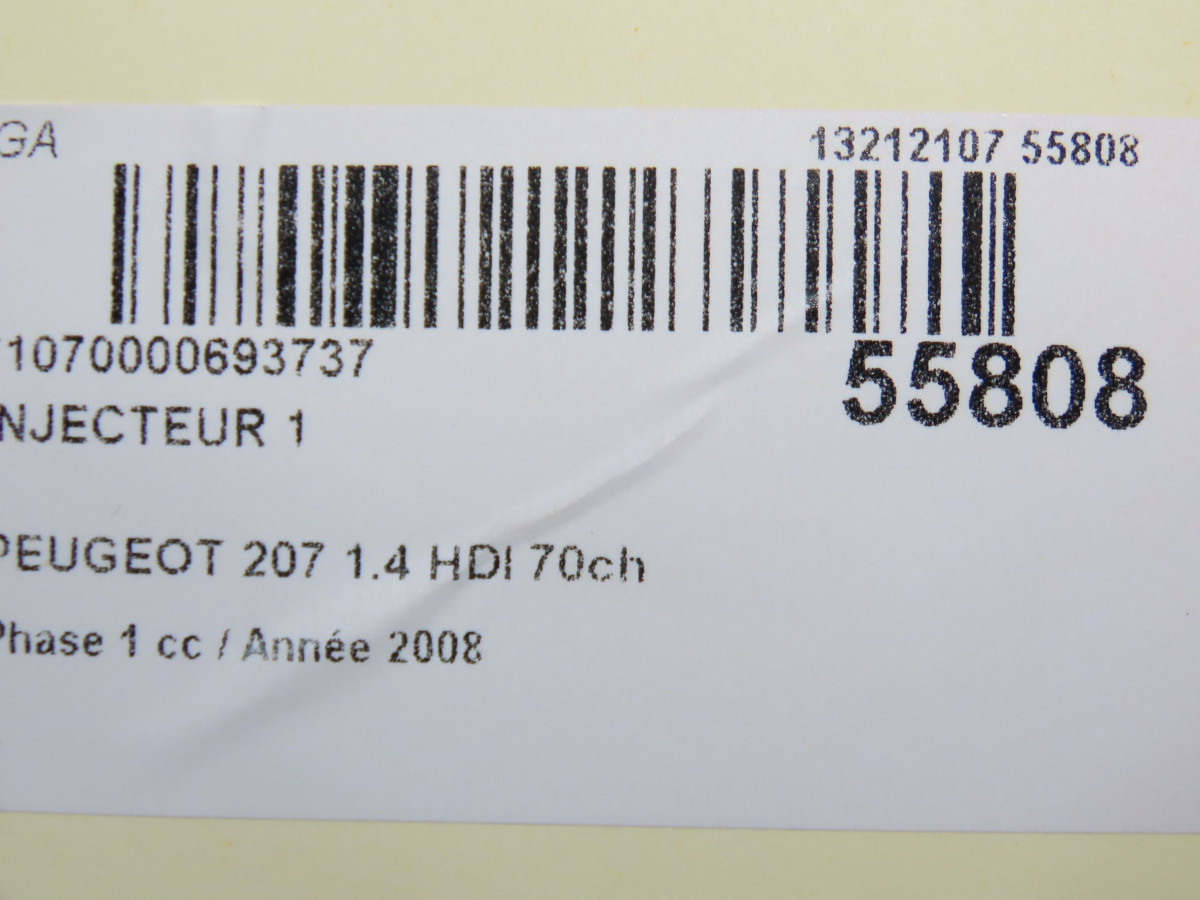 GA
13212107 55808
1070000693737
55808
NJECTEUR 1
PEUGEOT 207 1.4 HDI 70ch
Phase 1 cc / Année 2008